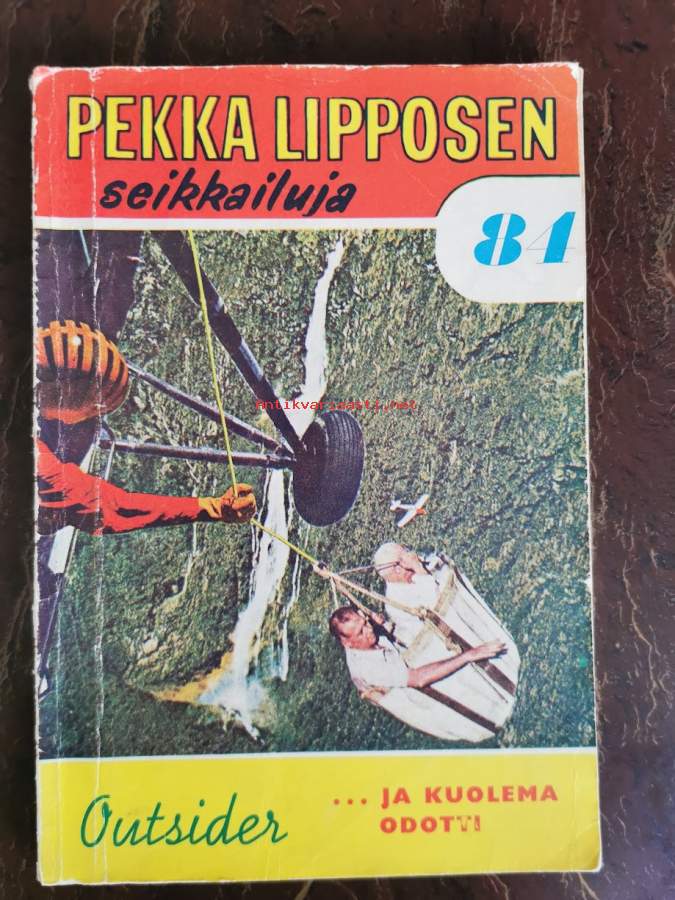 PEKKA LIPPOSEN
seikkailuja
84
antikvariaatti.net
Outsider
... JA KUOLEMA
ODOTTI